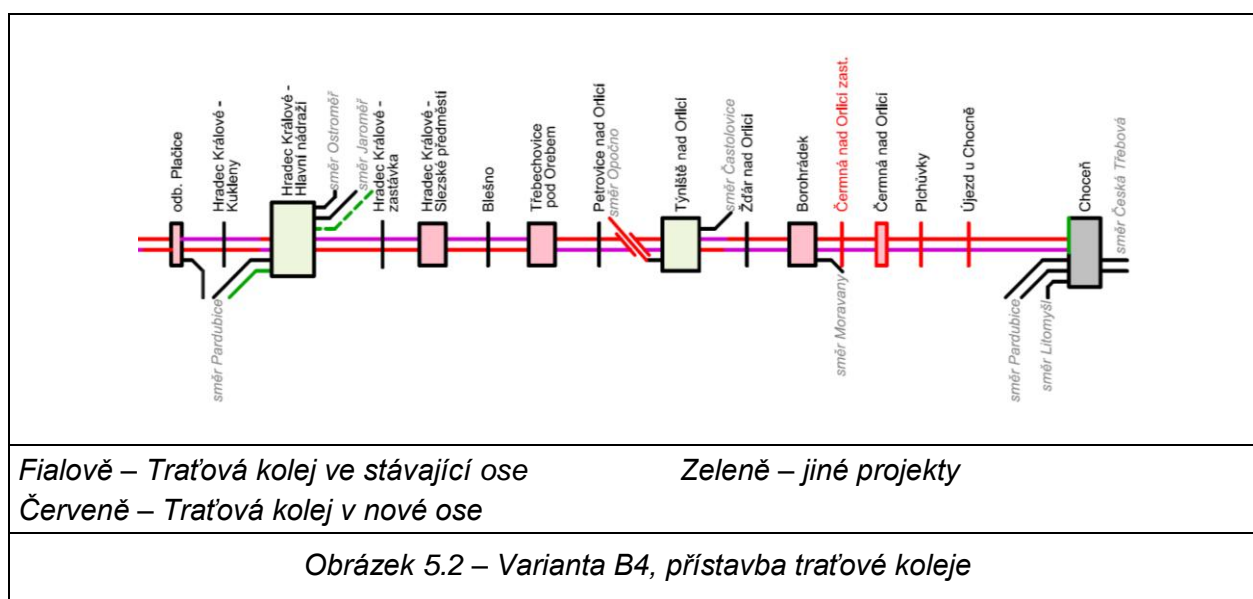 odb. Plačice
Hradec Králové -
Kukleny
Hradec Králové -
Hlavní nádraží
směr Ostroměř
směr Jaroměř
Hradec Králové -
zastávka
Hradec Králové -
Slezské předměstí
Blešno
Třebechovice
pod Orebem
Petrovice nad Orlicí
směr Opočno
Týniště nad Orlicí
směr Častolovice
Žďár nad Orlicí
Borohrádek
Čermná nad Orlicí zast.
Čermná nad Orlicí
Plchůvky
Újezd u Chocně
Choceň
směr Česká Třebová
směr Pardubice
směr Moravany
směr Pardubice
směr Litomyšl
Fialově – Traťová kolej ve stávající ose
Zeleně – jiné projekty
Červeně – Traťová kolej v nové ose
Obrázek 5.2 – Varianta B4, přístavba traťové koleje